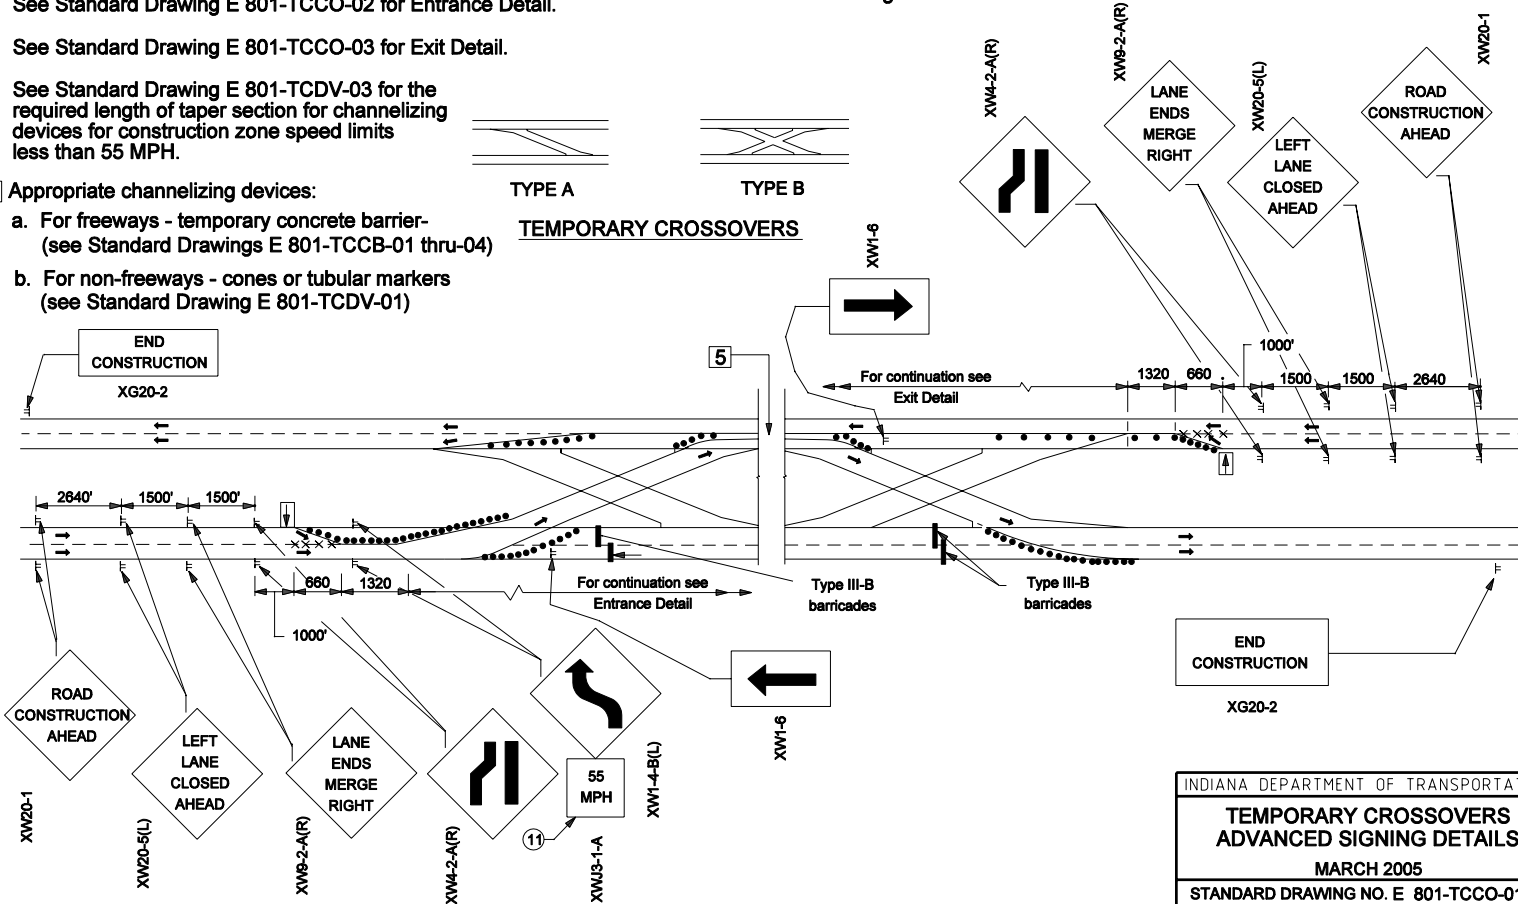 See Standard Drawing E 801-TCCO-02 for Entrance Detail.
See Standard Drawing E 801-TCCO-03 for Exit Detail.
See Standard Drawing E 801-TCDV-03 for the
required length of taper section for channelizing
devices for construction zone speed limits
less than 55 MPH.
Appropriate channelizing devices:
a. For freeways - temporary concrete barrier-
(see Standard Drawings E 801-TCCB-01 thru-04)
b. For non-freeways - cones or tubular markers
(see Standard Drawing E 801-TCDV-01)
TYPE A
TYPE B
TEMPORARY CROSSOVERS
XW4-2-A(R)
XW9-2-A(R)
LANE
ENDS
MERGE
RIGHT
XW20-5(L)
LEFT
LANE
CLOSED
AHEAD
XW20-1
ROAD
CONSTRUCTION
AHEAD
XW1-6
END
CONSTRUCTION
XG20-2
5
For continuation see
Exit Detail
1320
660
1000'
1500
1500
2640
2640'
1500'
1500'
660
1320
1000'
For continuation see
Entrance Detail
Type III-B
barricades
Type III-B
barricades
END
CONSTRUCTION
XG20-2
ROAD
CONSTRUCTION
AHEAD
XW20-1
LEFT
LANE
CLOSED
AHEAD
XW20-5(L)
LANE
ENDS
MERGE
RIGHT
XW9-2-A(R)
XW4-2-A(R)
55
MPH
11
XWJ3-1-A
XW1-4-B(L)
XW1-6
INDIANA DEPARTMENT OF TRANSPORTAT
TEMPORARY CROSSOVERS
ADVANCED SIGNING DETAILS
MARCH 2005
STANDARD DRAWING NO. E 801-TCCO-01